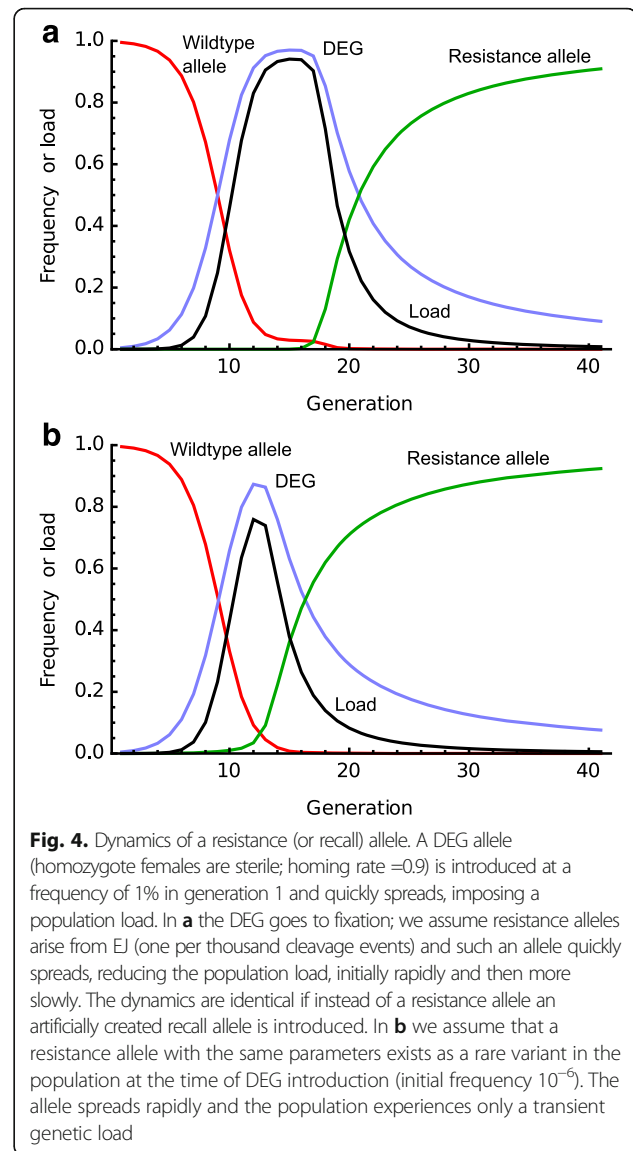 a
1.0
Wildtype allele
DEG
Resistance allele
0.8
0.6
Frequency or load
0.4
0.2
Load
0.0
10
20
30
40
Generation
b
1.0
Wildtype allele
DEG
Resistance allele
0.8
0.6
Frequency or load
0.4
0.2
Load
0.0
10
20
30
40
Generation
Fig. 4. Dynamics of a resistance (or recall) allele. A DEG allele
(homozygote females are sterile; homing rate =0.9) is introduced at a
frequency of 1% in generation 1 and quickly spreads, imposing a
population load. In a the DEG goes to fixation; we assume resistance alleles
arise from EJ (one per thousand cleavage events) and such an allele quickly
spreads, reducing the population load, initially rapidly and then more
slowly. The dynamics are identical if instead of a resistance allele an
artificially created recall allele is introduced. In b we assume that a
resistance allele with the same parameters exists as a rare variant in the
population at the time of DEG introduction (initial frequency 10⁻⁶). The
allele spreads rapidly and the population experiences only a transient
genetic load